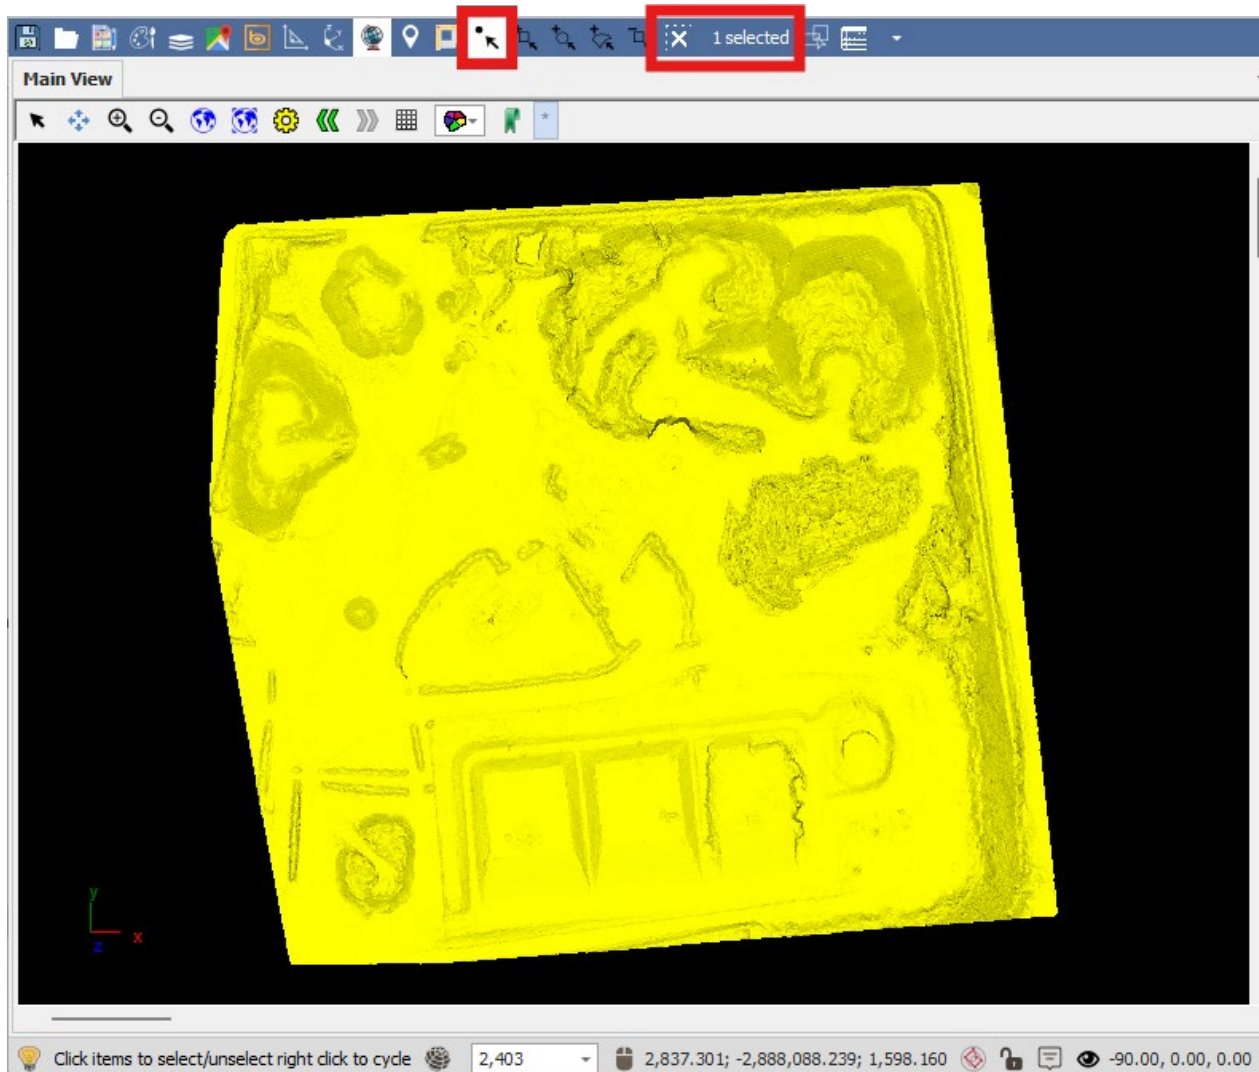 1 selected
Main View
*
y
x
z
Click items to select/unselect right click to cycle 2,403 2,837.301; -2,888,088.239; 1,598.160 -90.00, 0.00, 0.00